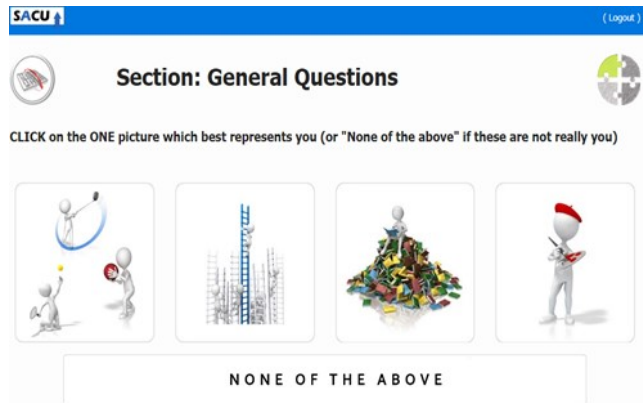 SACU
( Logout )
Section: General Questions
CLICK on the ONE picture which best represents you (or "None of the above" if these are not really you)
NONE OF THE ABOVE